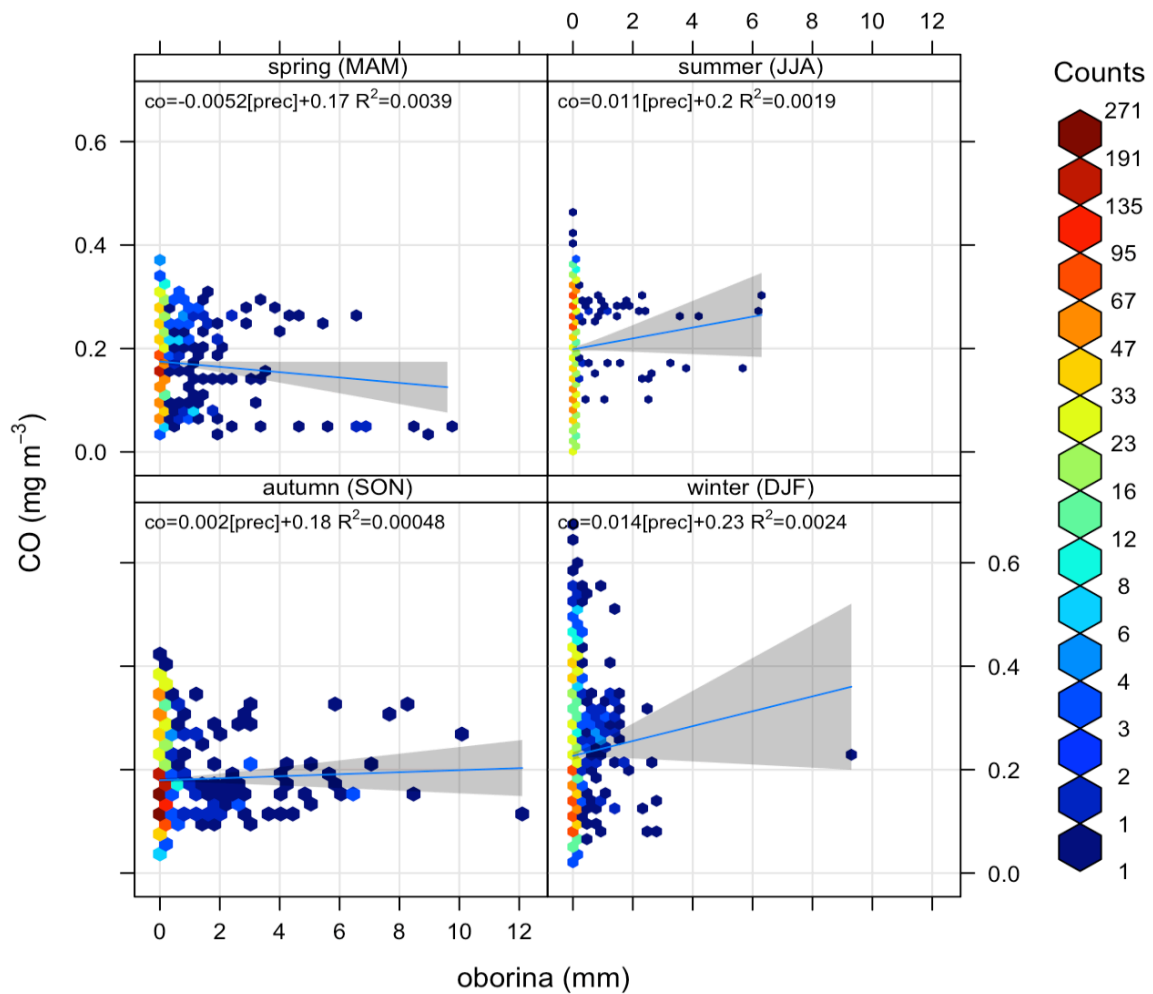 0 2 4 6 8 10 12
spring (MAM)
summer (JJA)
Counts
co=-0.0052[prec]+0.17 R²=0.0039
co=0.011[prec]+0.2 R²=0.0019
0.6
0.4
0.2
0.0
271
191
135
95
67
47
33
23
16
12
8
6
4
3
2
1
1
CO (mg m⁻³)
autumn (SON)
winter (DJF)
co=0.002[prec]+0.18 R²=0.00048
co=0.014[prec]+0.23 R²=0.0024
0.6
0.4
0.2
0.0
0 2 4 6 8 10 12
oborina (mm)